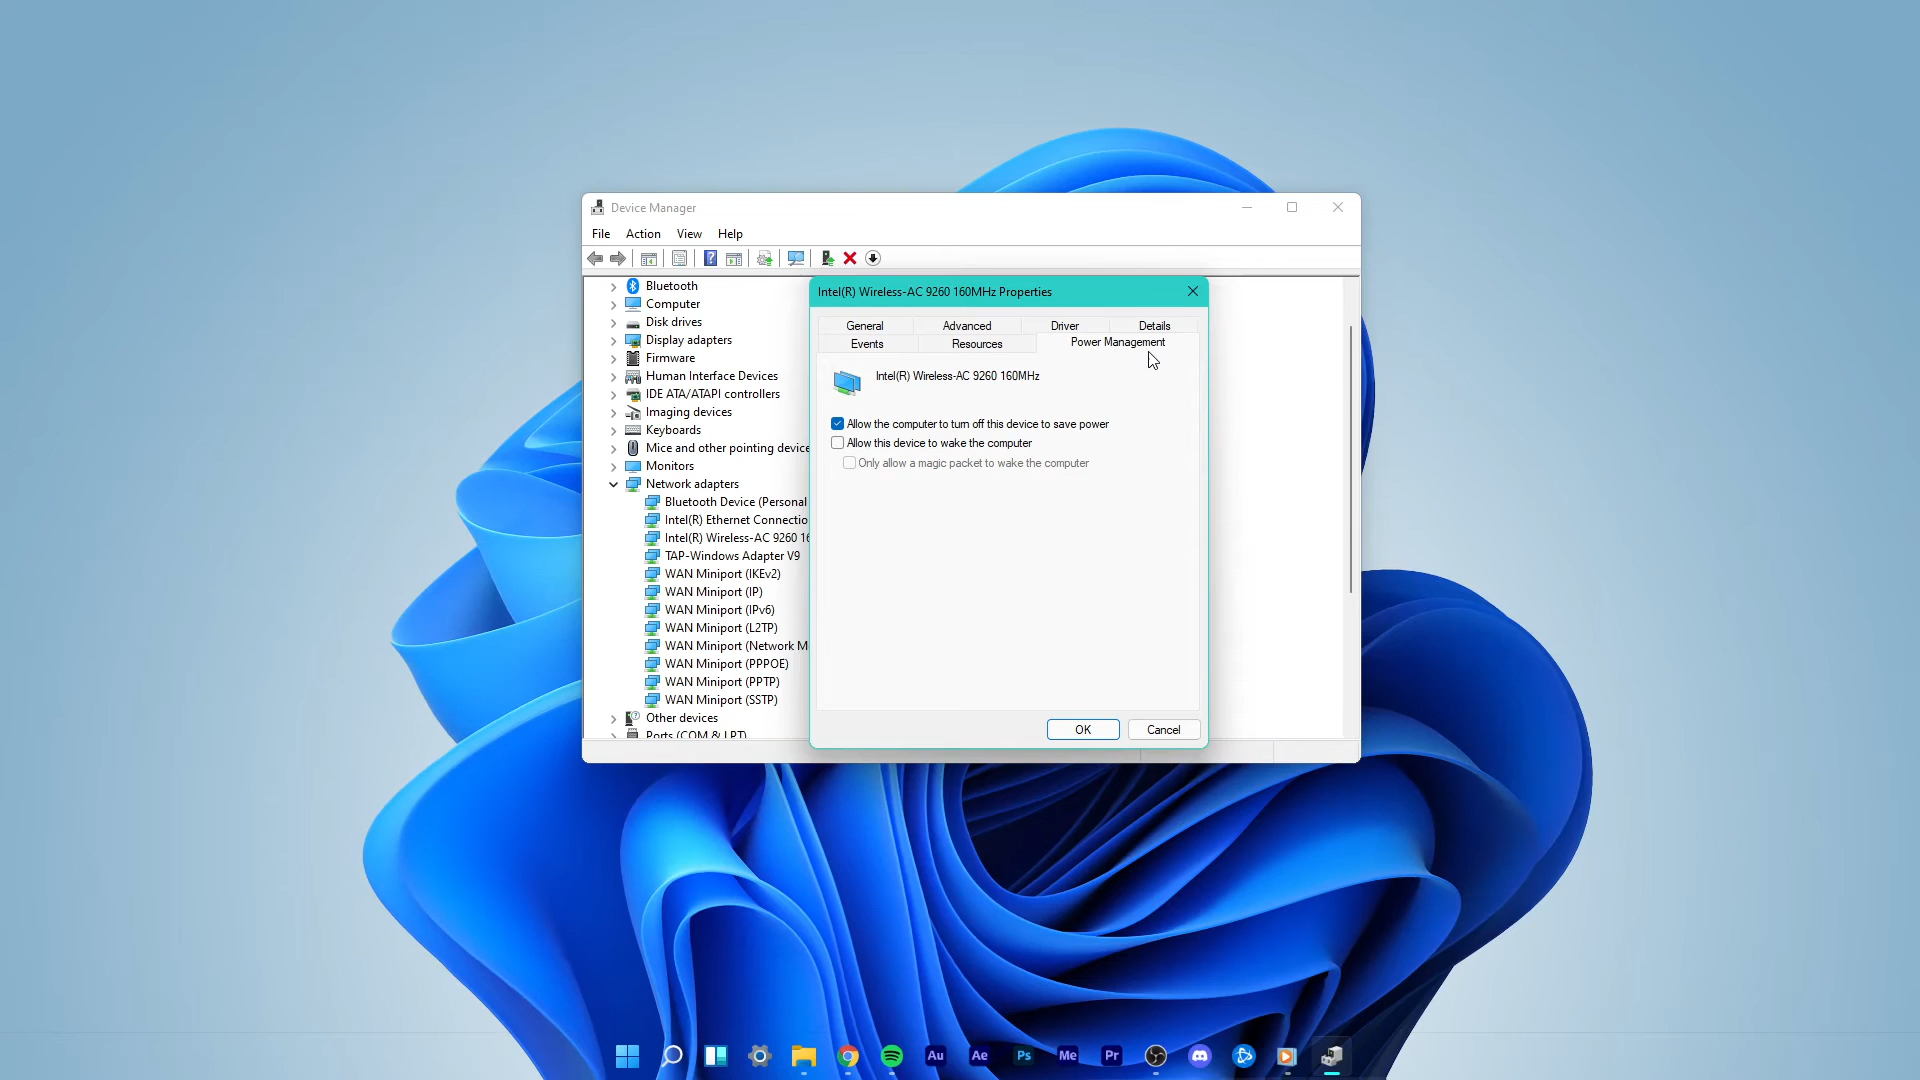 Device Manager
File Action View Help
Bluetooth
Computer
Disk drives
Display adapters
Firmware
Human Interface Devices
IDE ATA/ATAPI controllers
Imaging devices
Keyboards
Mice and other pointing device
Monitors
Network adapters
Bluetooth Device (Personal
Intel(R) Ethernet Connectio
Intel(R) Wireless-AC 9260 16
TAP-Windows Adapter V9
WAN Miniport (IKEv2)
WAN Miniport (IP)
WAN Miniport (IPv6)
WAN Miniport (L2TP)
WAN Miniport (Network M
WAN Miniport (PPPOE)
WAN Miniport (PPTP)
WAN Miniport (SSTP)
Other devices
Ports (COM & LPT)
Intel(R) Wireless-AC 9260 160MHz Properties
General Advanced Driver Details
Events Resources Power Management
Intel(R) Wireless-AC 9260 160MHz
Allow the computer to turn off this device to save power
Allow this device to wake the computer
Only allow a magic packet to wake the computer
OK Cancel
Au Ae Ps Me Pr